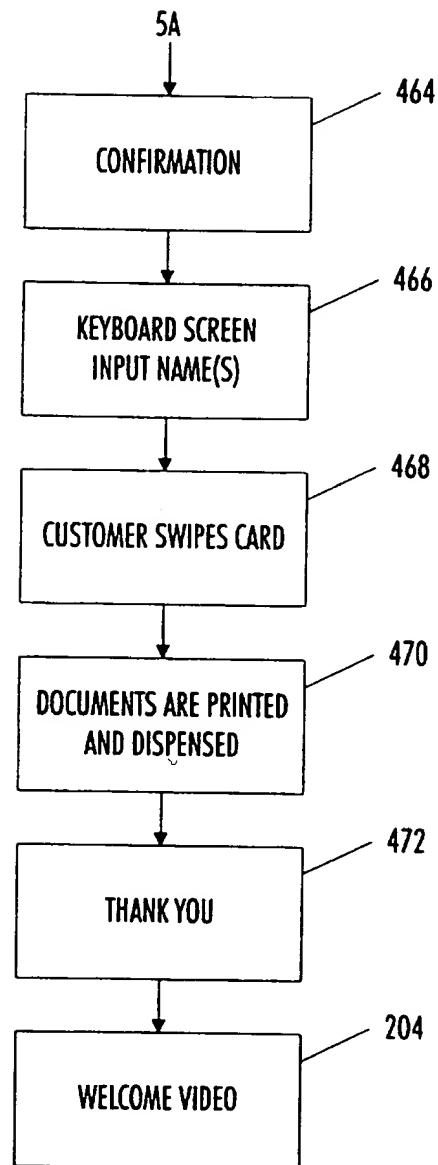 5A
464
CONFIRMATION
466
KEYBOARD SCREEN
INPUT NAME(S)
468
CUSTOMER SWIPES CARD
470
DOCUMENTS ARE PRINTED
AND DISPENSED
472
THANK YOU
204
WELCOME VIDEO